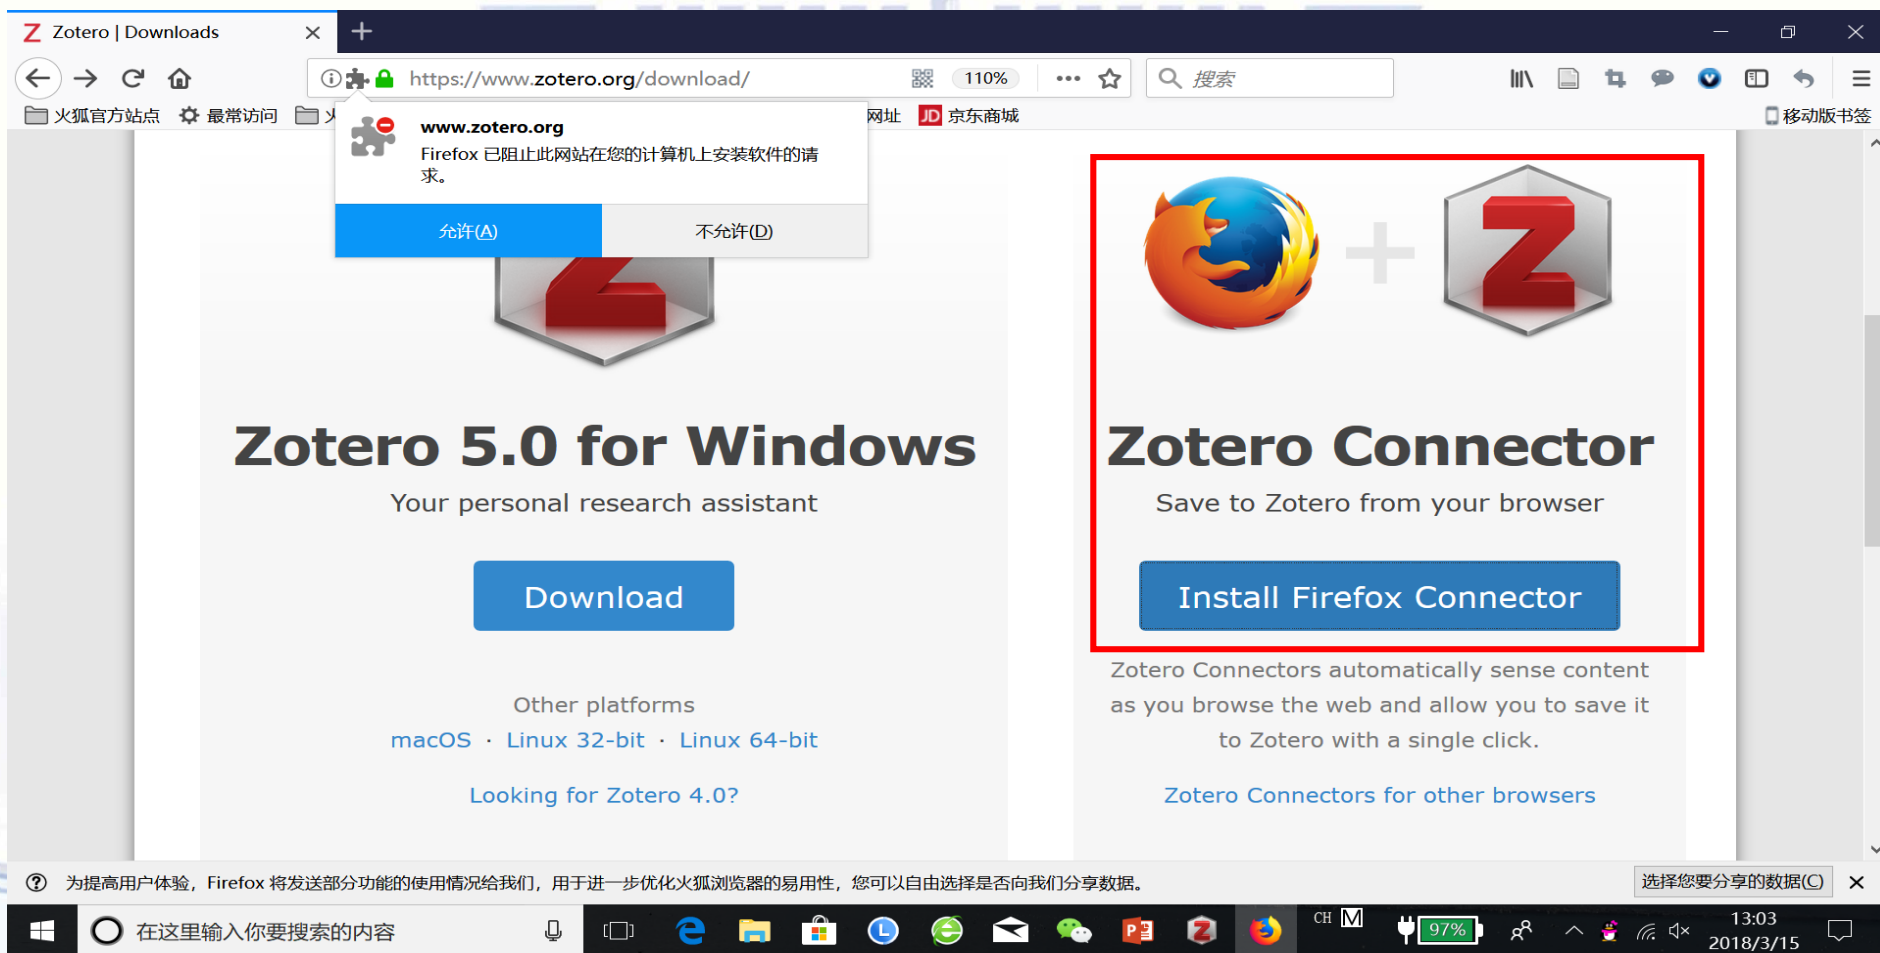 Zotero | Downloads
https://www.zotero.org/download/
110%
搜索
火狐官方站点
最常访问
网址
JD 京东商城
移动版书签
www.zotero.org
Firefox 已阻止此网站在您的计算机上安装软件的请
求。
允许(A)
不允许(D)
Zotero 5.0 for Windows
Your personal research assistant
Download
Other platforms
macOS · Linux 32-bit · Linux 64-bit
Looking for Zotero 4.0?
Zotero Connector
Save to Zotero from your browser
Install Firefox Connector
Zotero Connectors automatically sense content
as you browse the web and allow you to save it
to Zotero with a single click.
Zotero Connectors for other browsers
为提高用户体验，Firefox 将发送部分功能的使用情况给我们，用于进一步优化火狐浏览器的易用性，您可以自由选择是否向我们分享数据。
选择您要分享的数据(C)
在这里输入你要搜索的内容
CH M
97%
13:03
2018/3/15